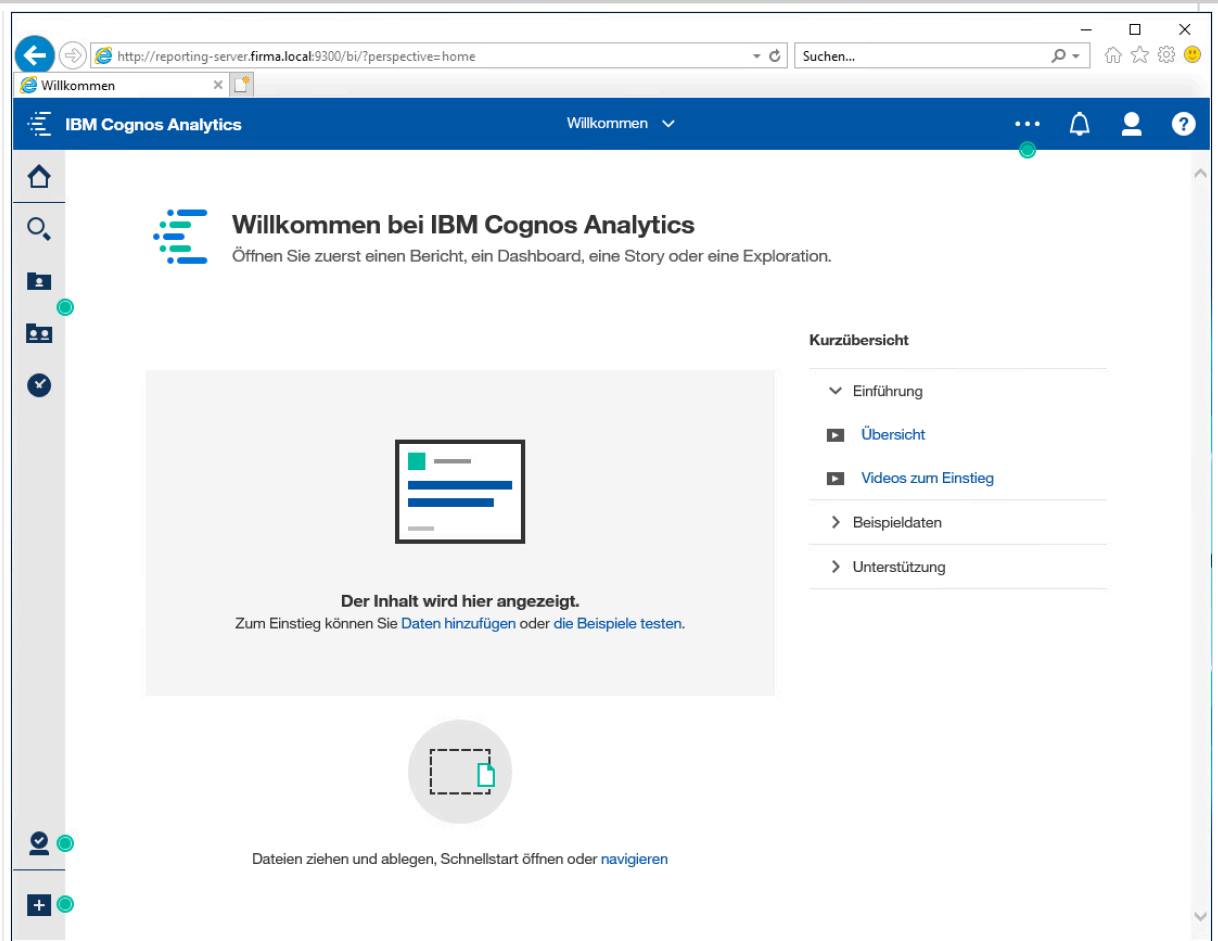 http://reporting-server.firma.local:9300/bi/?perspective=home
Suchen...
Willkommen
IBM Cognos Analytics
Willkommen
Willkommen bei IBM Cognos Analytics
Öffnen Sie zuerst einen Bericht, ein Dashboard, eine Story oder eine Exploration.
Kurzübersicht
Einführung
Übersicht
Videos zum Einstieg
Beispieldaten
Unterstützung
Der Inhalt wird hier angezeigt.
Zum Einstieg können Sie Daten hinzufügen oder die Beispiele testen.
Dateien ziehen und ablegen, Schnellstart öffnen oder navigieren